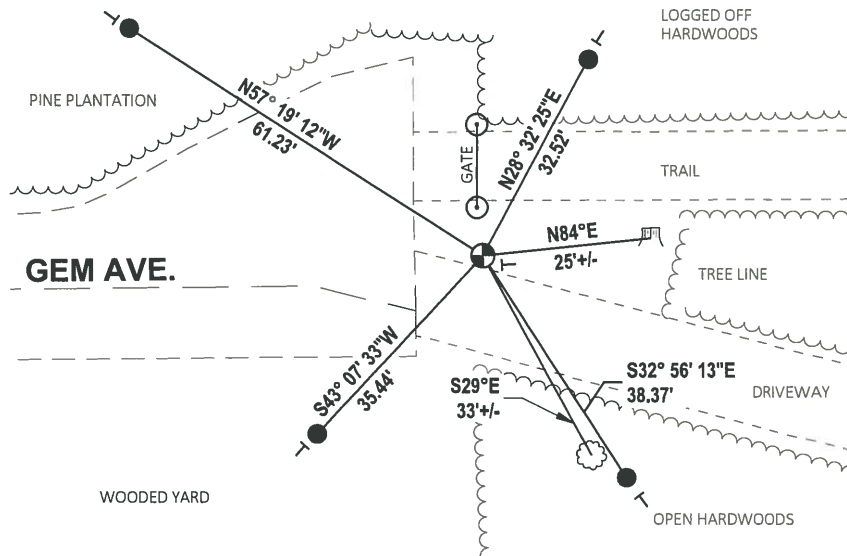 LOGGED OFF
HARDWOODS
PINE PLANTATION
N57° 19' 12"W
61.23'
N28° 32' 25"E
32.52'
GATE
TRAIL
N84°E
25'+/-
GEM AVE.
TREE LINE
S43° 07' 33"W
35.44'
S29°E
33'+/-
S32° 56' 13"E
38.37'
DRIVEWAY
WOODED YARD
OPEN HARDWOODS